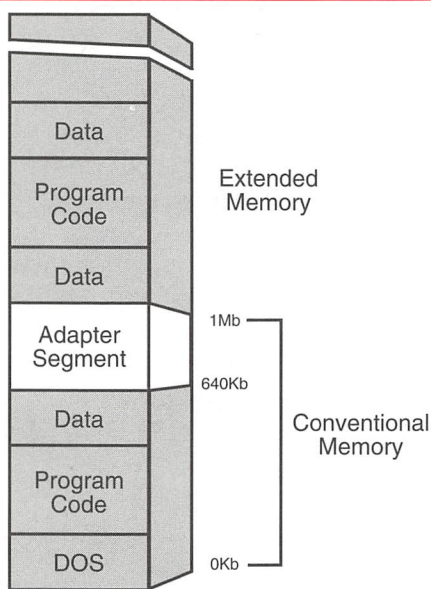 Data
Program
Code
Extended
Memory
Data
1Mb
Adapter
Segment
640Kb
Data
Conventional
Memory
Program
Code
DOS
0Kb